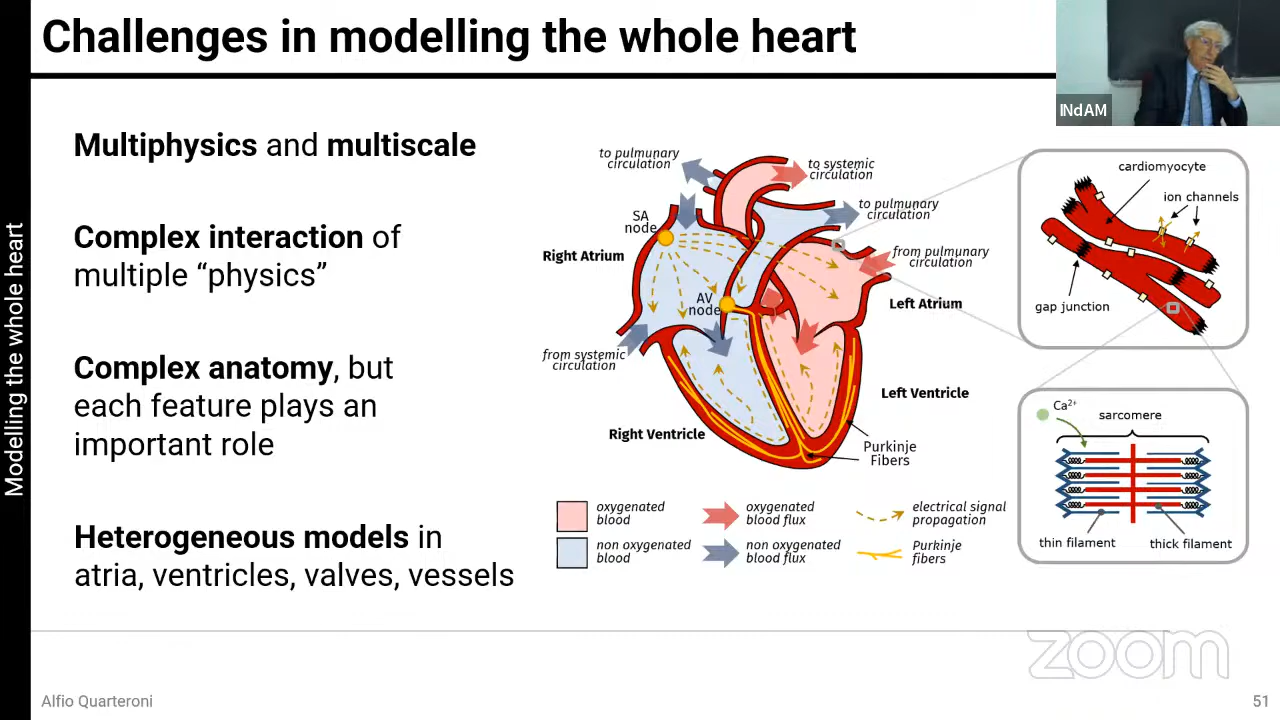 Challenges in modelling the whole heart
INdAM
Modelling the whole heart
Multiphysics and multiscale
Complex interaction of
multiple “physics”
Complex anatomy, but
each feature plays an
important role
Heterogeneous models in
atria, ventricles, valves, vessels
to pulmunary
circulation
to systemic
circulation
to pulmunary
circulation
SA
node
Right Atrium
from pulmunary
circulation
AV
node
Left Atrium
from systemic
circulation
Left Ventricle
Right Ventricle
Purkinje
Fibers
oxygenated
blood
oxygenated
blood flux
electrical signal
propagation
non oxygenated
blood
non oxygenated
blood flux
Purkinje
fibers
cardiomyocyte
ion channels
gap junction
Ca²⁺
sarcomere
thin filament
thick filament
zoom
Alfio Quarteroni
51